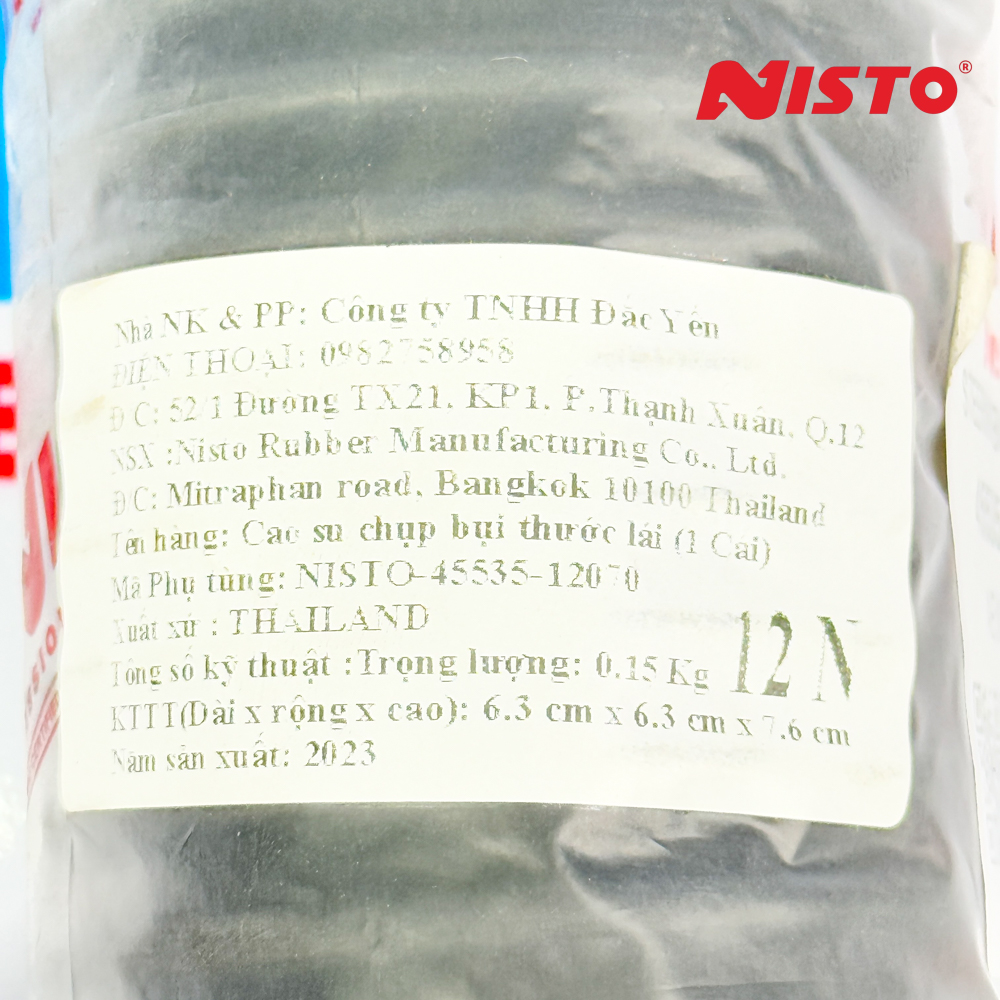 NISTO®
Nhà NK & PP: Công ty TNHH Đắc Yên
ĐIỆN THOẠI: 0982758958
Đ C: 52/1 Đường TX21. KP1. P.Thạnh Xuân. Q.12
NSX :Nisto Rubber Manufacturing Co., Ltd.
Đ/C: Mitraphan road, Bangkok 10100 Thailand
Tên hàng: Cao su chụp bụi thước lái (1 Cai)
Mã Phụ tùng: NISTO-45535-12070
Xuất xứ : THAILAND
Tông số kỹ thuật :Trọng lượng: 0.15 Kg
12 N
KTTT(Dài x rộng x cao): 6.3 cm x 6.3 cm x 7.6 cm
Năm sản xuất: 2023